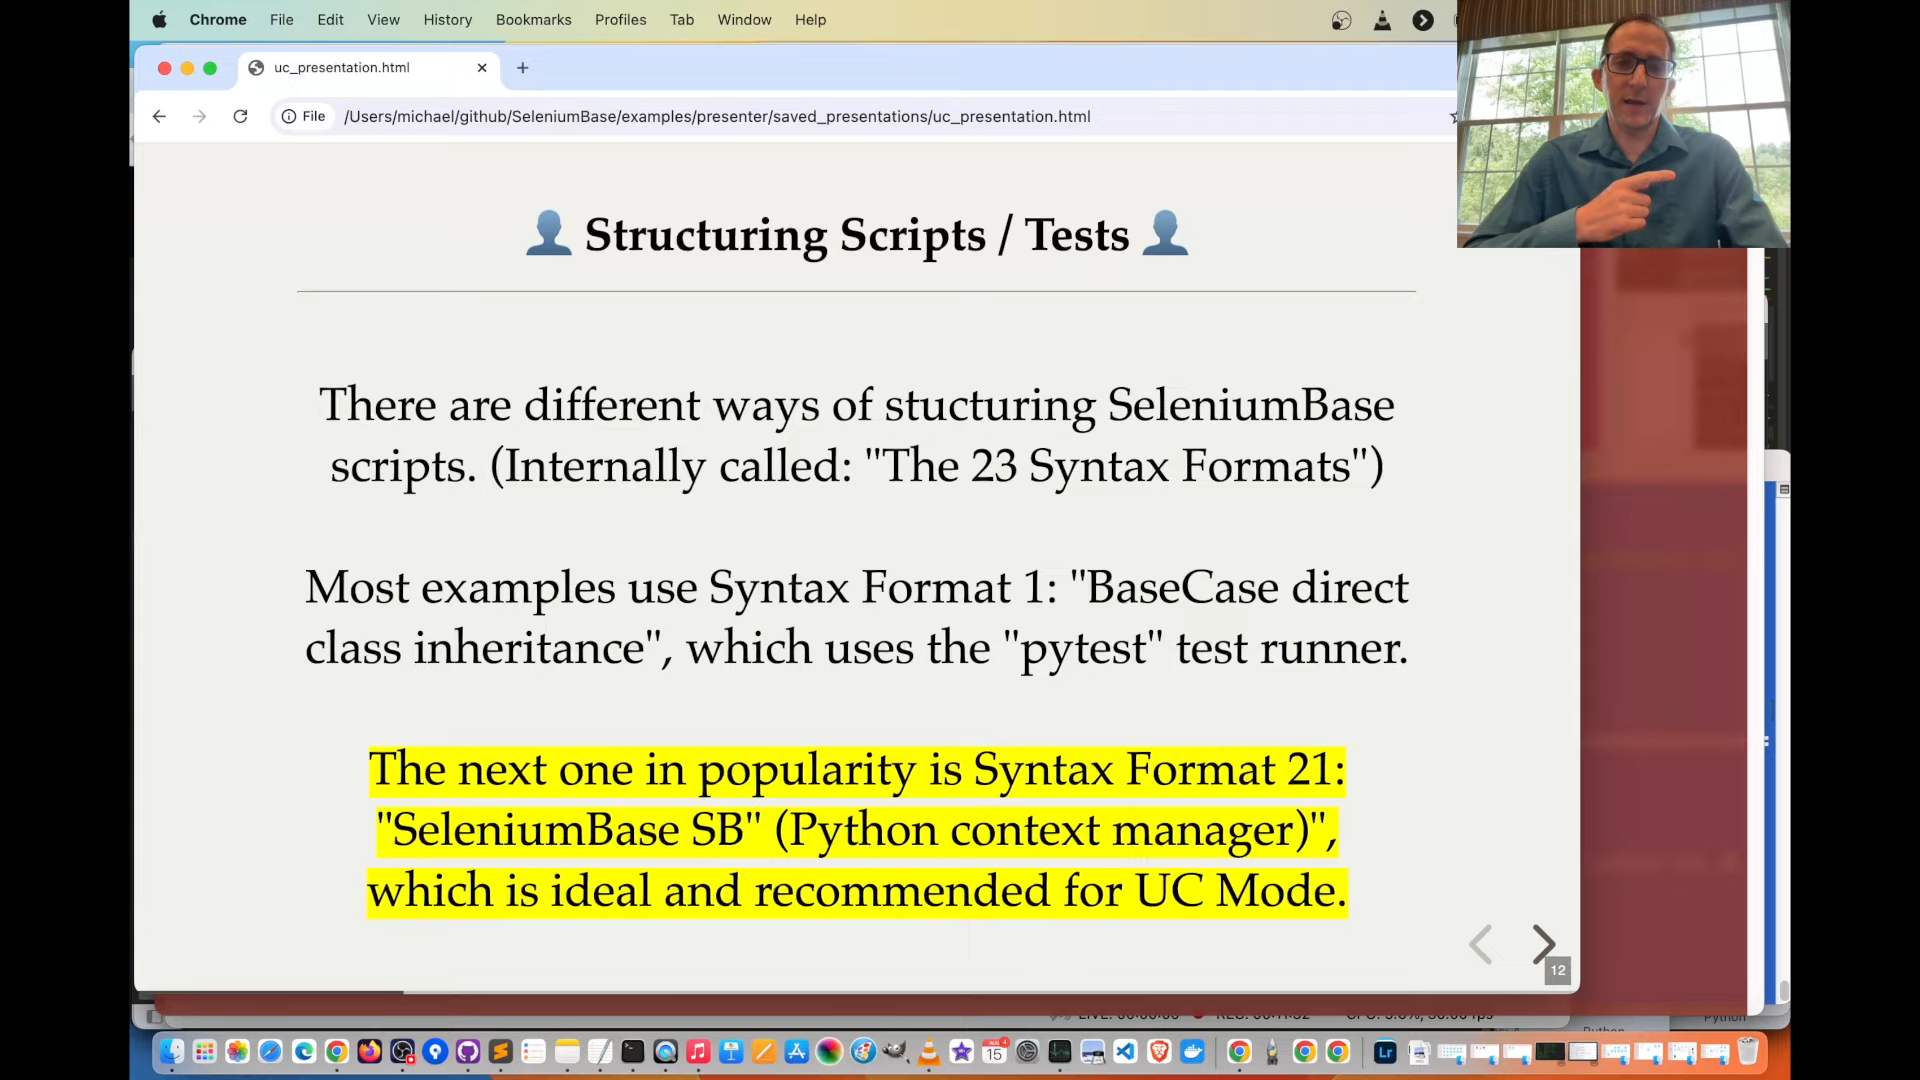 Chrome File Edit View History Bookmarks Profiles Tab Window Help
uc_presentation.html
File /Users/michael/github/SeleniumBase/examples/presenter/saved_presentations/uc_presentation.html
Structuring Scripts / Tests
There are different ways of stucturing SeleniumBase
scripts. (Internally called: "The 23 Syntax Formats")
Most examples use Syntax Format 1: "BaseCase direct
class inheritance", which uses the "pytest" test runner.
The next one in popularity is Syntax Format 21:
"SeleniumBase SB" (Python context manager)",
which is ideal and recommended for UC Mode.
12
Python
15
Lr